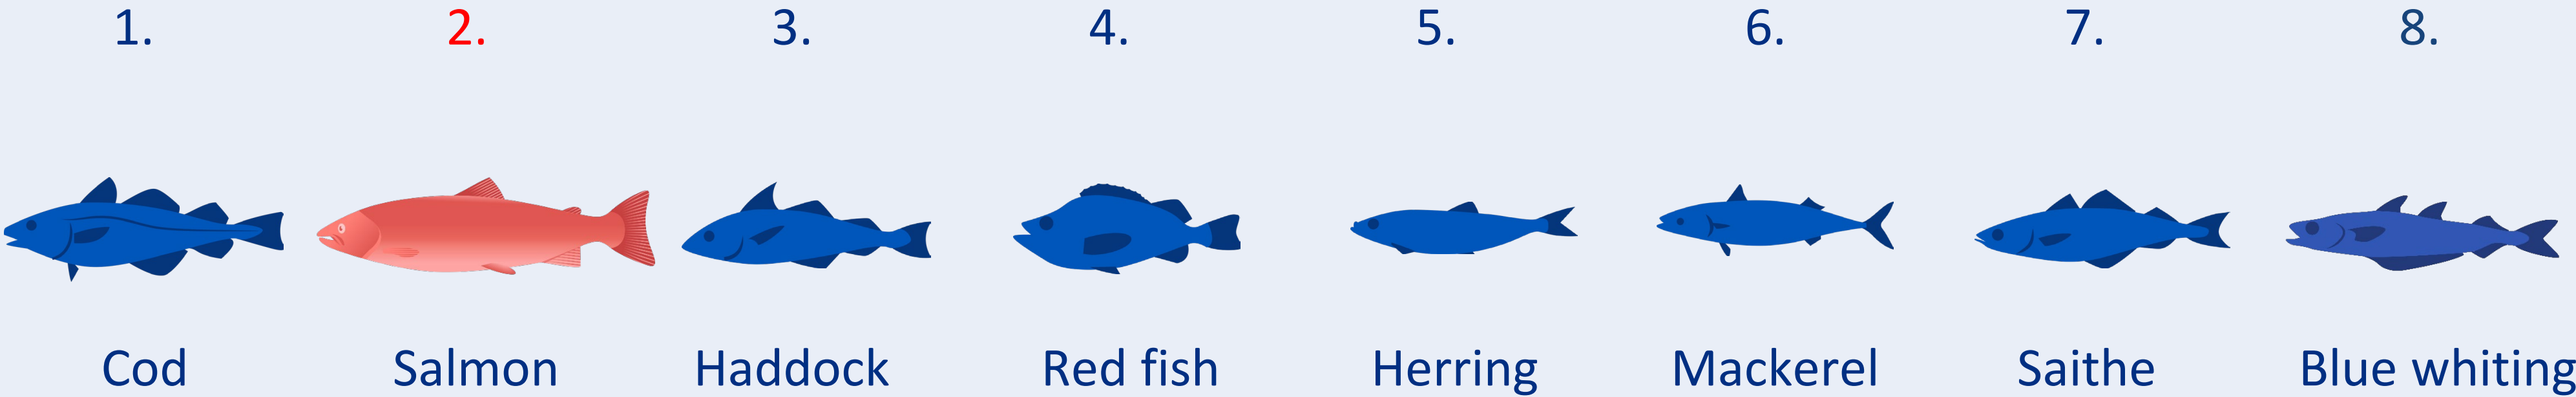 1. 2. 3. 4. 5. 6. 7. 8.
Cod Salmon Haddock Red fish Herring Mackerel Saithe Blue whiting